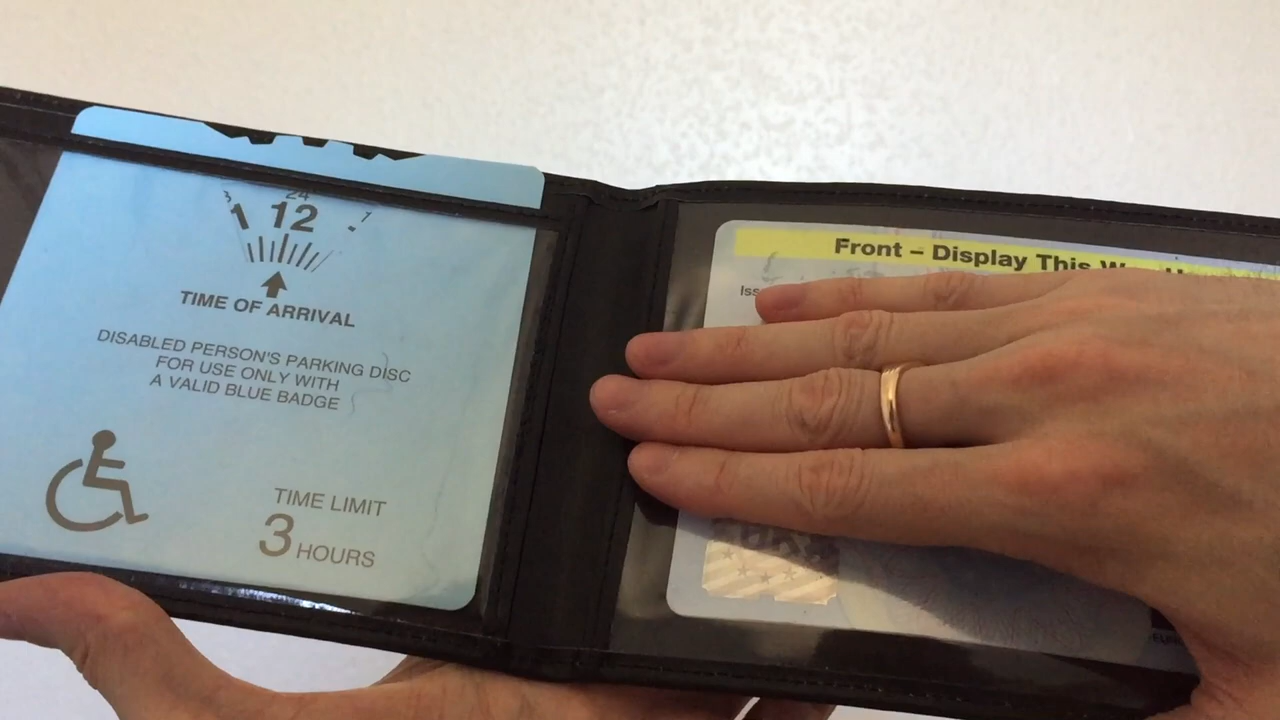 24
1 12
1
TIME OF ARRIVAL
DISABLED PERSON'S PARKING DISC
FOR USE ONLY WITH
A VALID BLUE BADGE
TIME LIMIT
3 HOURS
Front – Display This